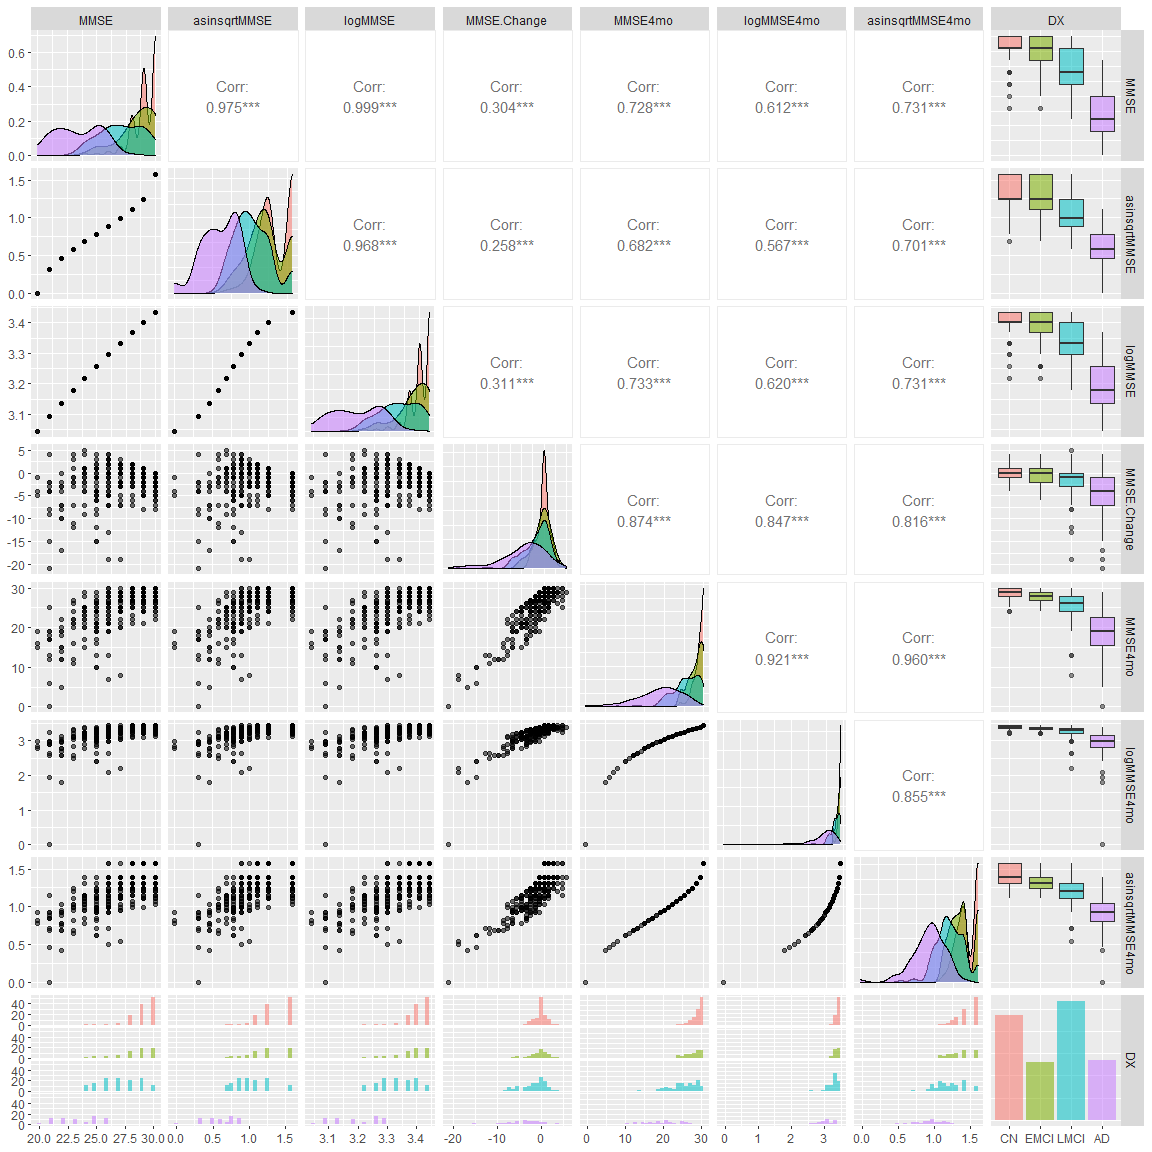 MMSE asinsqrtMMSE logMMSE MMSE.Change MMSE4mo logMMSE4mo asinsqrtMMSE4mo DX
0.6
0.4
0.2
0.0
Corr: Corr: Corr: Corr: Corr: Corr:
0.975*** 0.999*** 0.304*** 0.728*** 0.612*** 0.731***
MMSE
1.5
1.0
0.5
0.0
Corr: Corr: Corr: Corr: Corr:
0.968*** 0.258*** 0.682*** 0.567*** 0.701***
asinsqrtMMSE
3.4
3.3
3.2
3.1
Corr: Corr: Corr: Corr:
0.311*** 0.733*** 0.620*** 0.731***
logMMSE
5
0
-5
-10
-15
-20
Corr: Corr: Corr:
0.874*** 0.847*** 0.816***
MMSE.Change
30
20
10
0
Corr: Corr:
0.921*** 0.960***
MMSE4mo
3
2
1
0
Corr:
0.855***
logMMSE4mo
1.5
1.0
0.5
0.0
asinsqrtMMSE4mo
40
20
0
40
20
0
40
20
0
40
20
0
DX
20.0 22.5 25.0 27.5 30.0 0.0 0.5 1.0 1.5 3.1 3.2 3.3 3.4 -20 -10 0 0 10 20 30 0 1 2 3 0.0 0.5 1.0 1.5 CN EMCI LMCI AD